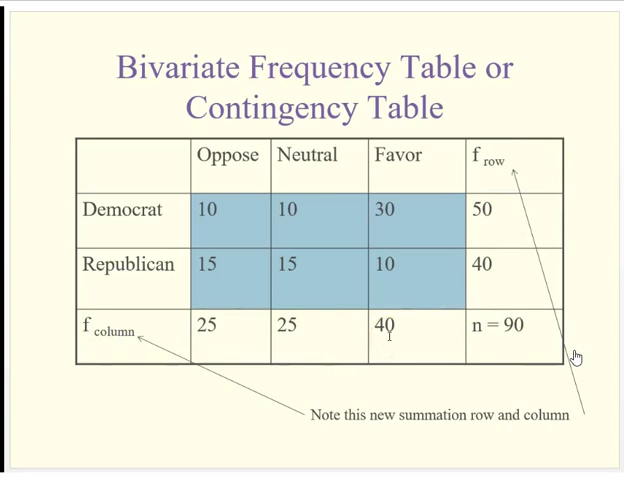 Bivariate Frequency Table or
Contingency Table
Oppose Neutral Favor f row
Democrat 10 10 30 50
Republican 15 15 10 40
f column 25 25 40 n = 90
Note this new summation row and column